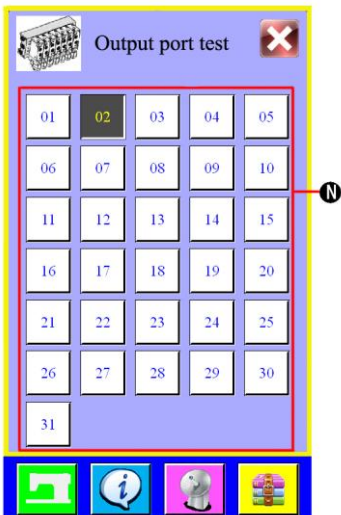 Output port test
01 02 03 04 05
06 07 08 09 10
N
11 12 13 14 15
16 17 18 19 20
21 22 23 24 25
26 27 28 29 30
31
i